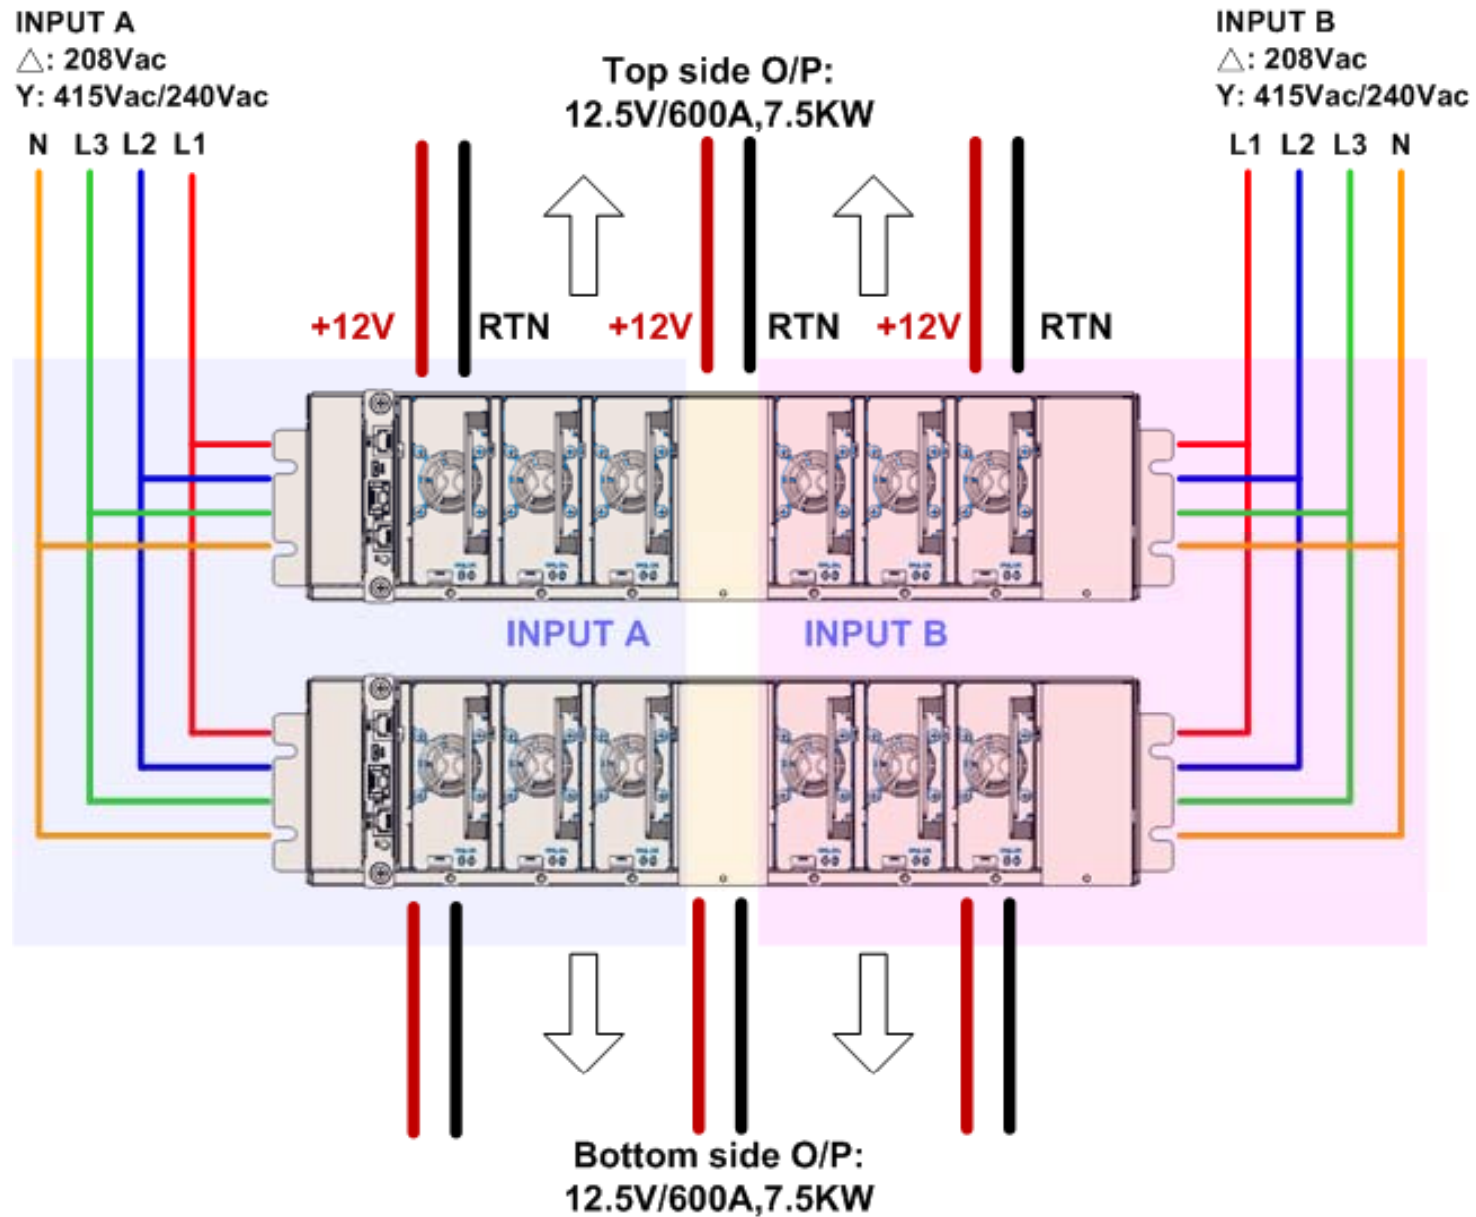 INPUT A
△: 208Vac
Y: 415Vac/240Vac
N L3 L2 L1
Top side O/P:
12.5V/600A,7.5KW
INPUT B
△: 208Vac
Y: 415Vac/240Vac
L1 L2 L3 N
+12V RTN +12V RTN +12V RTN
INPUT A INPUT B
Bottom side O/P:
12.5V/600A,7.5KW